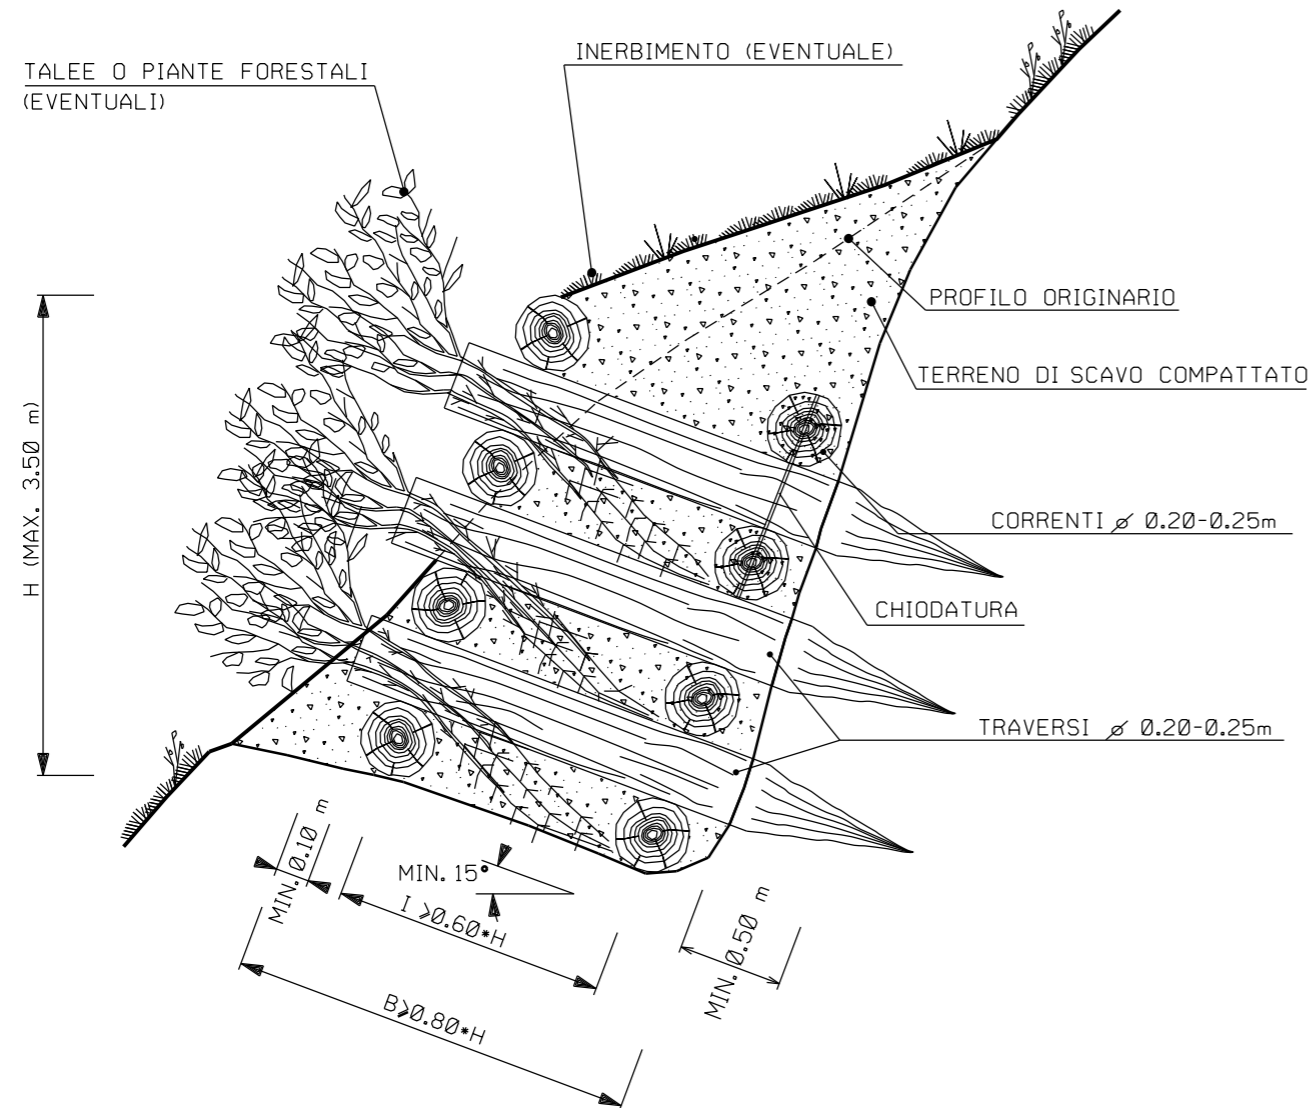 INERBIMENTO (EVENTUALE)
TALEE O PIANTE FORESTALI
(EVENTUALI)
PROFILO ORIGINARIO
TERRENO DI SCAVO COMPATTATO
H (MAX. 3.50 m)
CORRENTI ⌀ 0.20-0.25m
CHIODATURA
TRAVERSI ⌀ 0.20-0.25m
MIN. 0.10 m
MIN. 15°
I ⩾0.60*H
MIN. 0.50 m
B⩾0.80*H